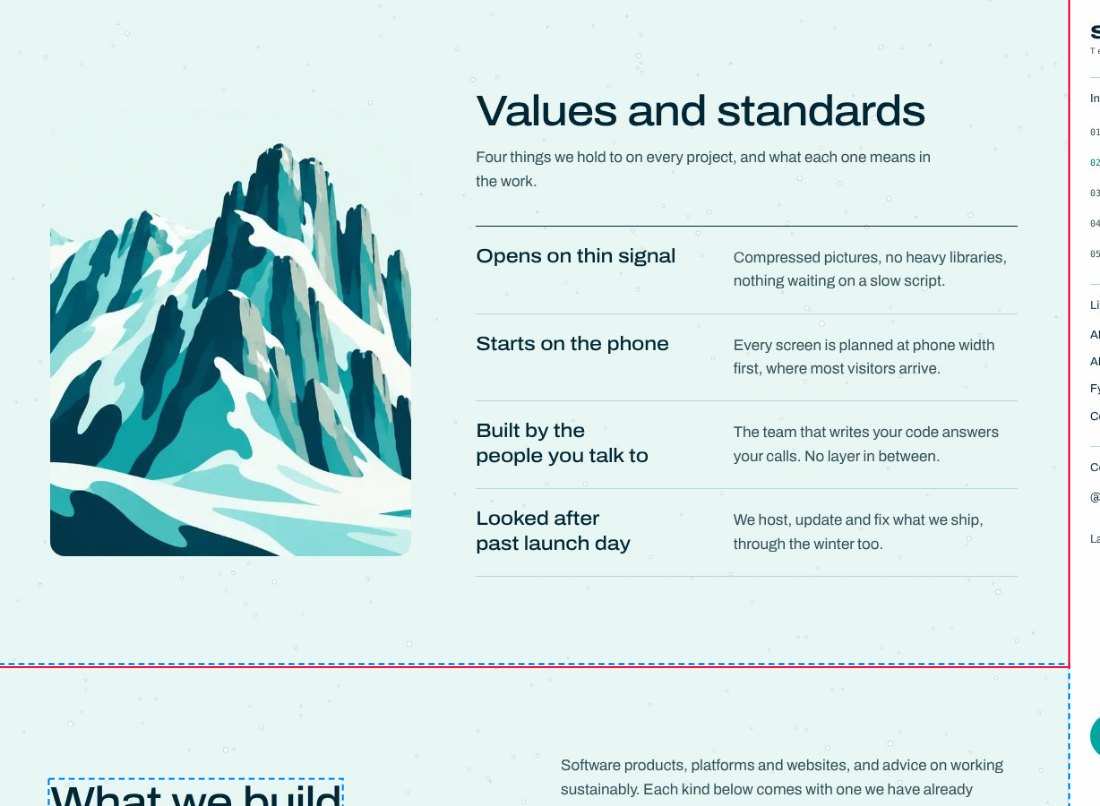 Values and standards
Four things we hold to on every project, and what each one means in
the work.
Opens on thin signal
Compressed pictures, no heavy libraries,
nothing waiting on a slow script.
Starts on the phone
Every screen is planned at phone width
first, where most visitors arrive.
Built by the
people you talk to
The team that writes your code answers
your calls. No layer in between.
Looked after
past launch day
We host, update and fix what we ship,
through the winter too.
What we build
Software products, platforms and websites, and advice on working
sustainably. Each kind below comes with one we have already
01
02
03
04
05